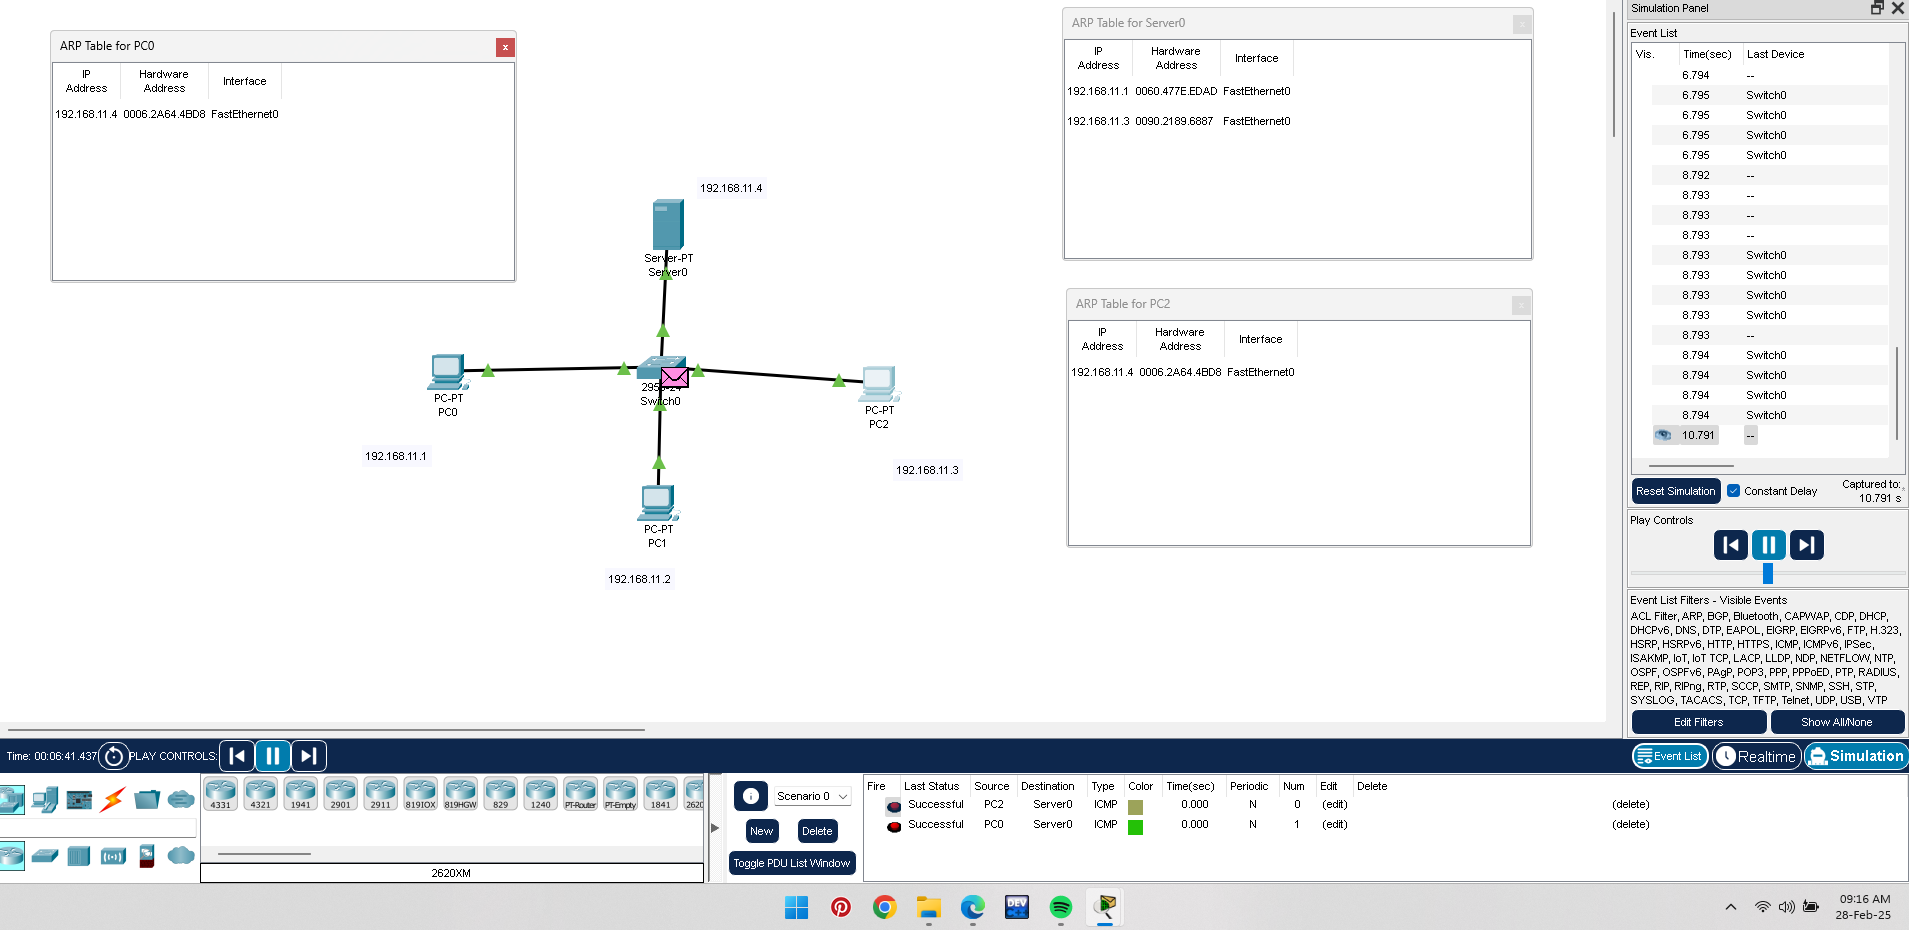 ARP Table for PC0
x
IP Address
Hardware Address
Interface
192.168.11.4 0006.2A64.4BD8 FastEthernet0
ARP Table for Server0
x
IP Address
Hardware Address
Interface
192.168.11.1 0060.477E.EDAD FastEthernet0
192.168.11.3 0090.2189.6887 FastEthernet0
ARP Table for PC2
x
IP Address
Hardware Address
Interface
192.168.11.4 0006.2A64.4BD8 FastEthernet0
192.168.11.4
Server-PT
Server0
PC-PT
PC0
192.168.11.1
Switch0
PC-PT
PC2
192.168.11.3
PC-PT
PC1
192.168.11.2
Simulation Panel
Event List
Vis. Time(sec) Last Device
6.794 --
6.795 Switch0
6.795 Switch0
6.795 Switch0
6.795 Switch0
8.792 --
8.793 --
8.793 --
8.793 --
8.793 Switch0
8.793 Switch0
8.793 Switch0
8.793 Switch0
8.793 --
8.794 Switch0
8.794 Switch0
8.794 Switch0
8.794 Switch0
10.791 --
Reset Simulation
Constant Delay
Captured to:
10.791 s
Play Controls
Event List Filters - Visible Events
ACL Filter, ARP, BGP, Bluetooth, CAPWAP, CDP, DHCP,
DHCPv6, DNS, DTP, EAPOL, EIGRP, EIGRPv6, FTP, H.323,
HSRP, HSRPv6, HTTP, HTTPS, ICMP, ICMPv6, IPSec,
ISAKMP, IoT, IoT TCP, LACP, LLDP, NDP, NETFLOW, NTP,
OSPF, OSPFv6, PAgP, POP3, PPP, PPPoED, PTP, RADIUS,
REP, RIP, RIPng, RTP, SCCP, SMTP, SNMP, SSH, STP,
SYSLOG, TACACS, TCP, TFTP, Telnet, UDP, USB, VTP
Edit Filters
Show All/None
Time: 00:06:41.437
PLAY CONTROLS:
Event List
Realtime
Simulation
4331
4321
1941
2901
2911
819IOX
819HGW
829
1240
PT-Router
PT-Empty
1841
2620
2620XM
Scenario 0
New
Delete
Toggle PDU List Window
Fire Last Status Source Destination Type Color Time(sec) Periodic Num Edit Delete
Successful PC2 Server0 ICMP 0.000 N 0 (edit) (delete)
Successful PC0 Server0 ICMP 0.000 N 1 (edit) (delete)
DEV
09:16 AM
28-Feb-25